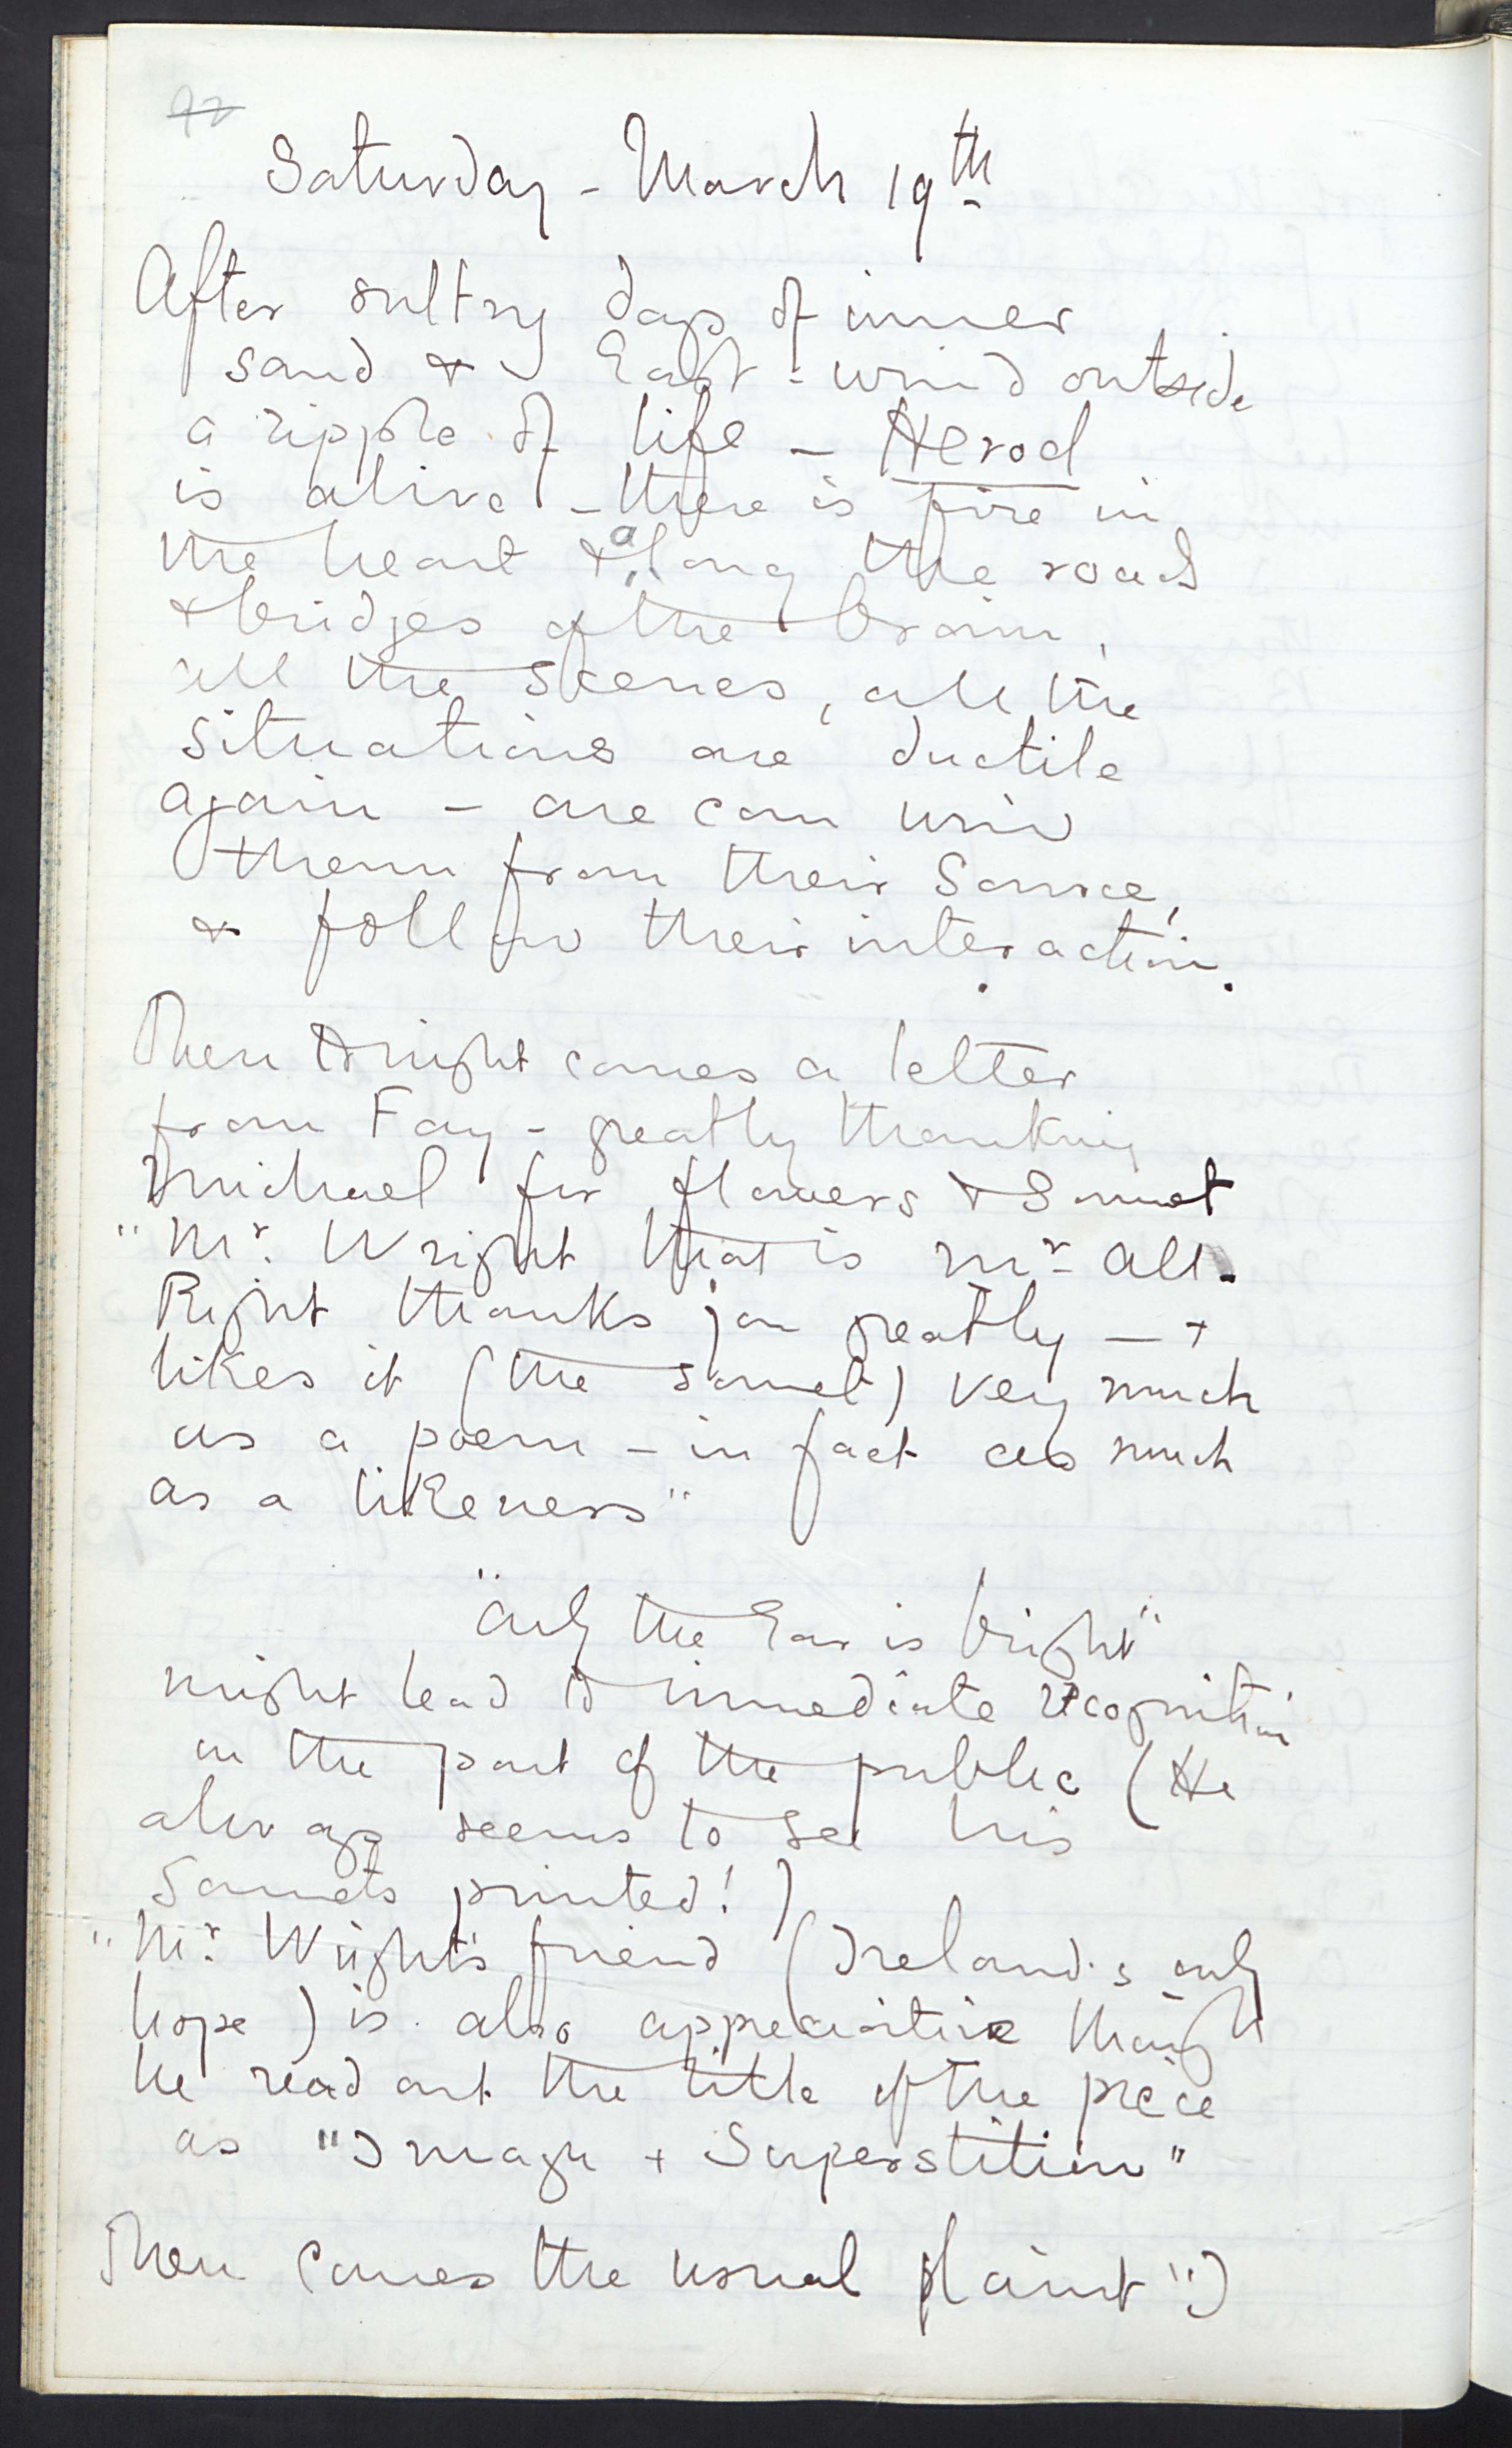 92
Saturday - March 19th
After sultry days of inner
sand & East-wind outside
a ripple of life - Herod
is alive - there is fire in
the heart & along the roads
& bridges of the brain,
all the scenes, all the
situations are ductile
again - one can win
them from their Source,
& follow their interaction.
Then tonight comes a letter
from Fay - greatly thanking
Michael for flowers & Sonnet
"Mr. Wright that is Mr All-
Right thanks you greatly — +
likes it (the sonnet) very much
as a poem - in fact as much
as a likeness"
"Only the Ear is bright"
might lead to immediate recognition
on the part of the public (He
always seems to see his
Sonnets printed!)
"Mr. Wright's friend (Ireland's only
hope) is also appreciative though
he read out the title of the piece
as "Image + Superstition"
Then comes the usual plaint "I